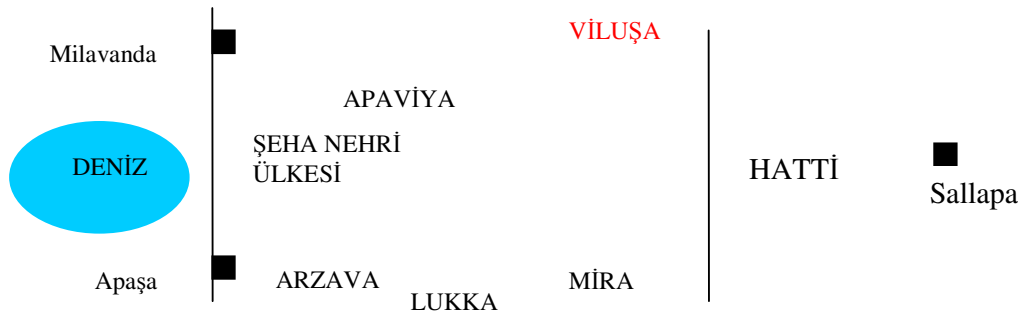 VİLUŞA
Milavanda
APAVİYA
ŞEHA NEHRİ
ÜLKESİ
DENİZ
HATTİ
Sallapa
Apaşa
ARZAVA
MİRA
LUKKA